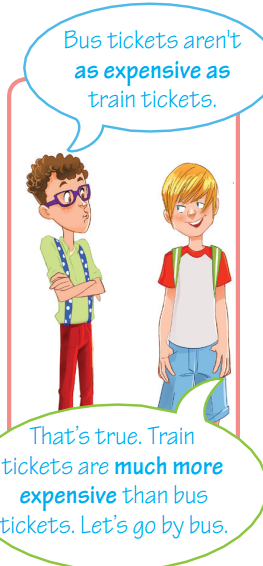 Bus tickets aren't
as expensive as
train tickets.
That's true. Train
tickets are much more
expensive than bus
tickets. Let's go by bus.